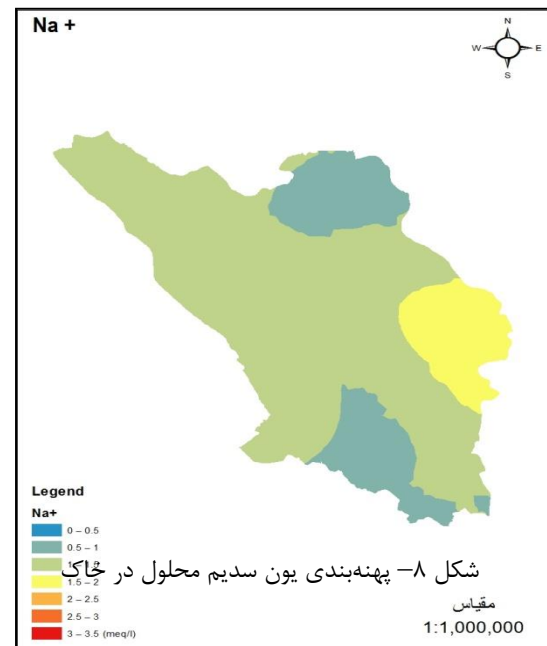 Na +
N
W E
S
Legend
Na+
0 – 0.5
0.5 – 1
1.5 – 2
2 – 2.5
2.5 – 3
3 – 3.5 (meq/l)
شکل ۸– پهنه‌بندی یون سدیم محلول در خاک
مقیاس
1:1,000,000